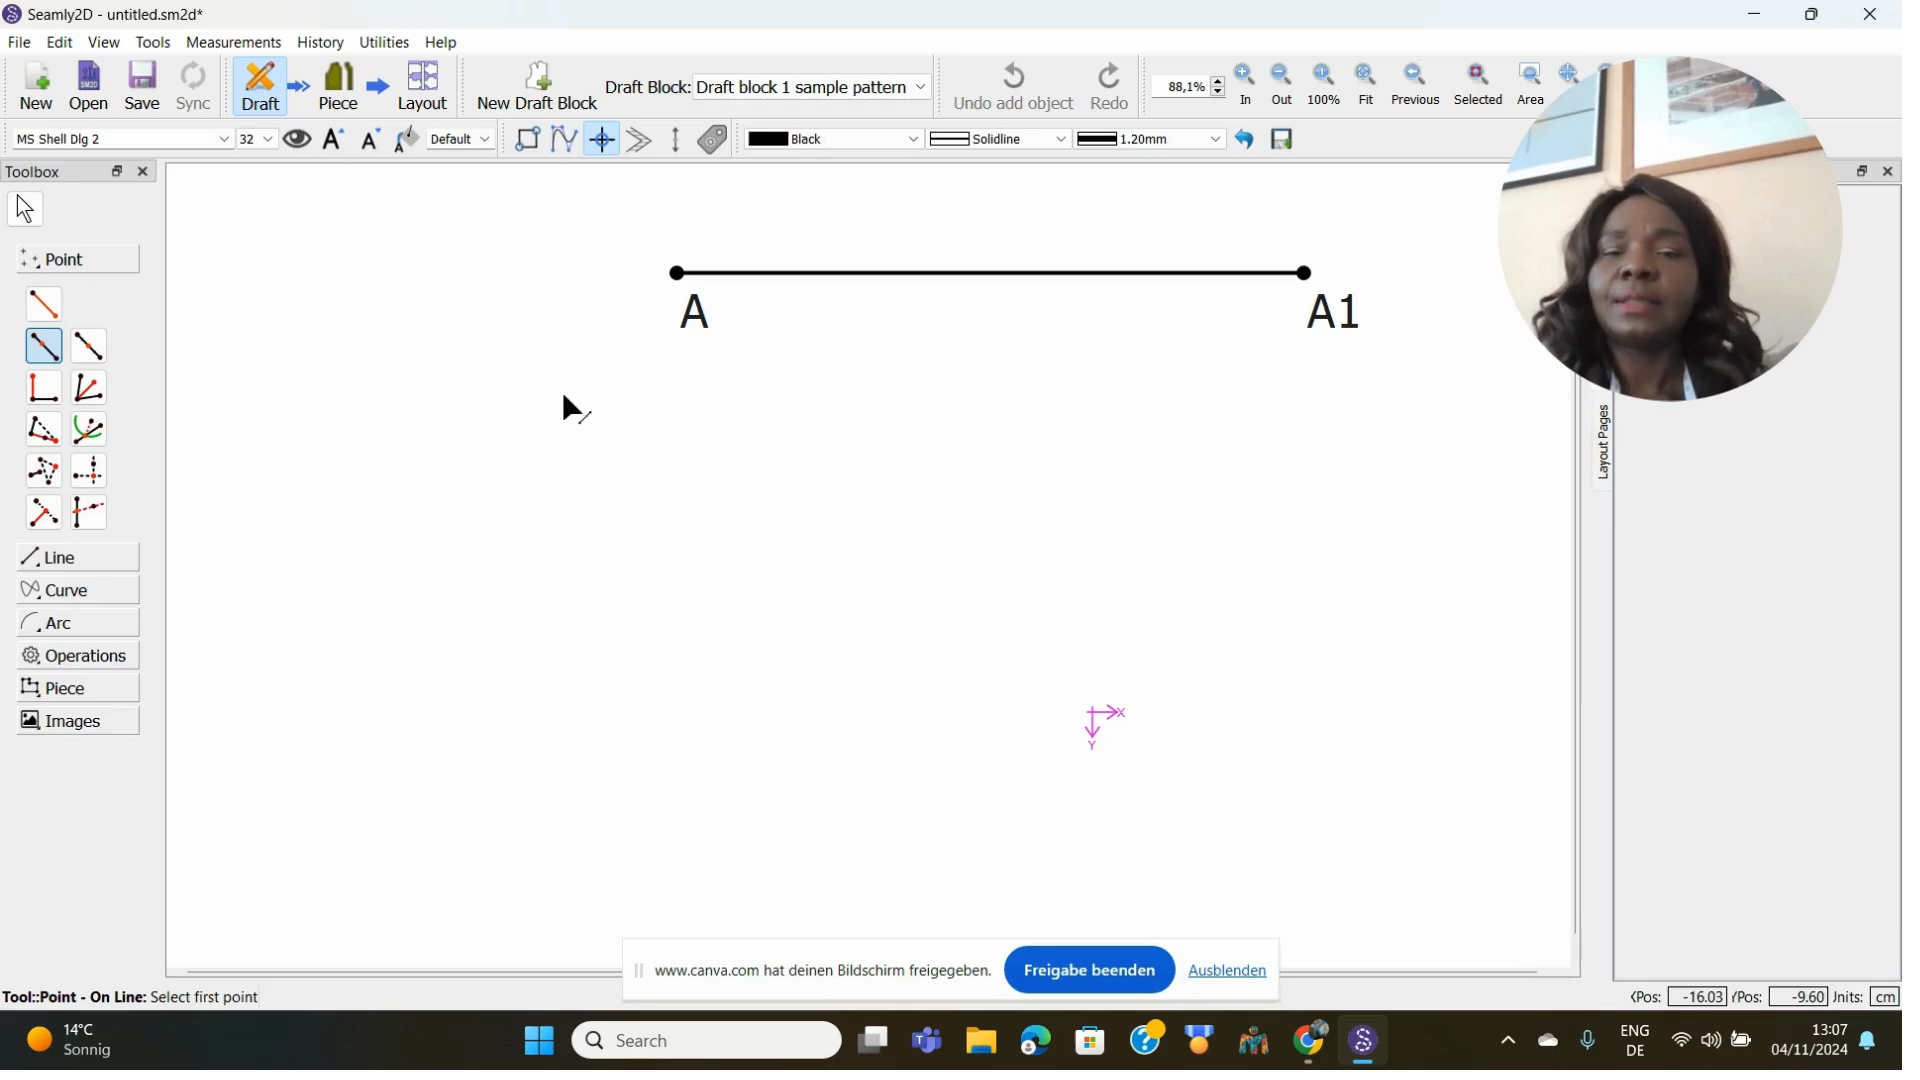 Seamly2D - untitled.sm2d*
File Edit View Tools Measurements History Utilities Help
New Open Save Sync Draft Piece Layout New Draft Block Draft Block: Draft block 1 sample pattern Undo add object Redo 88,1% In Out 100% Fit Previous Selected Area
MS Shell Dlg 2 32 Default Black Solidline 1.20mm
Toolbox
Point
A A1
Layout Pages
Line
Curve
Arc
Operations
Piece
Images
X
Y
www.canva.com hat deinen Bildschirm freigegeben. Freigabe beenden Ausblenden
Tool::Point - On Line: Select first point
Pos: -16.03 Pos: -9.60 cm
14°C
Sonnig
Search
ENG
DE
13:07
04/11/2024